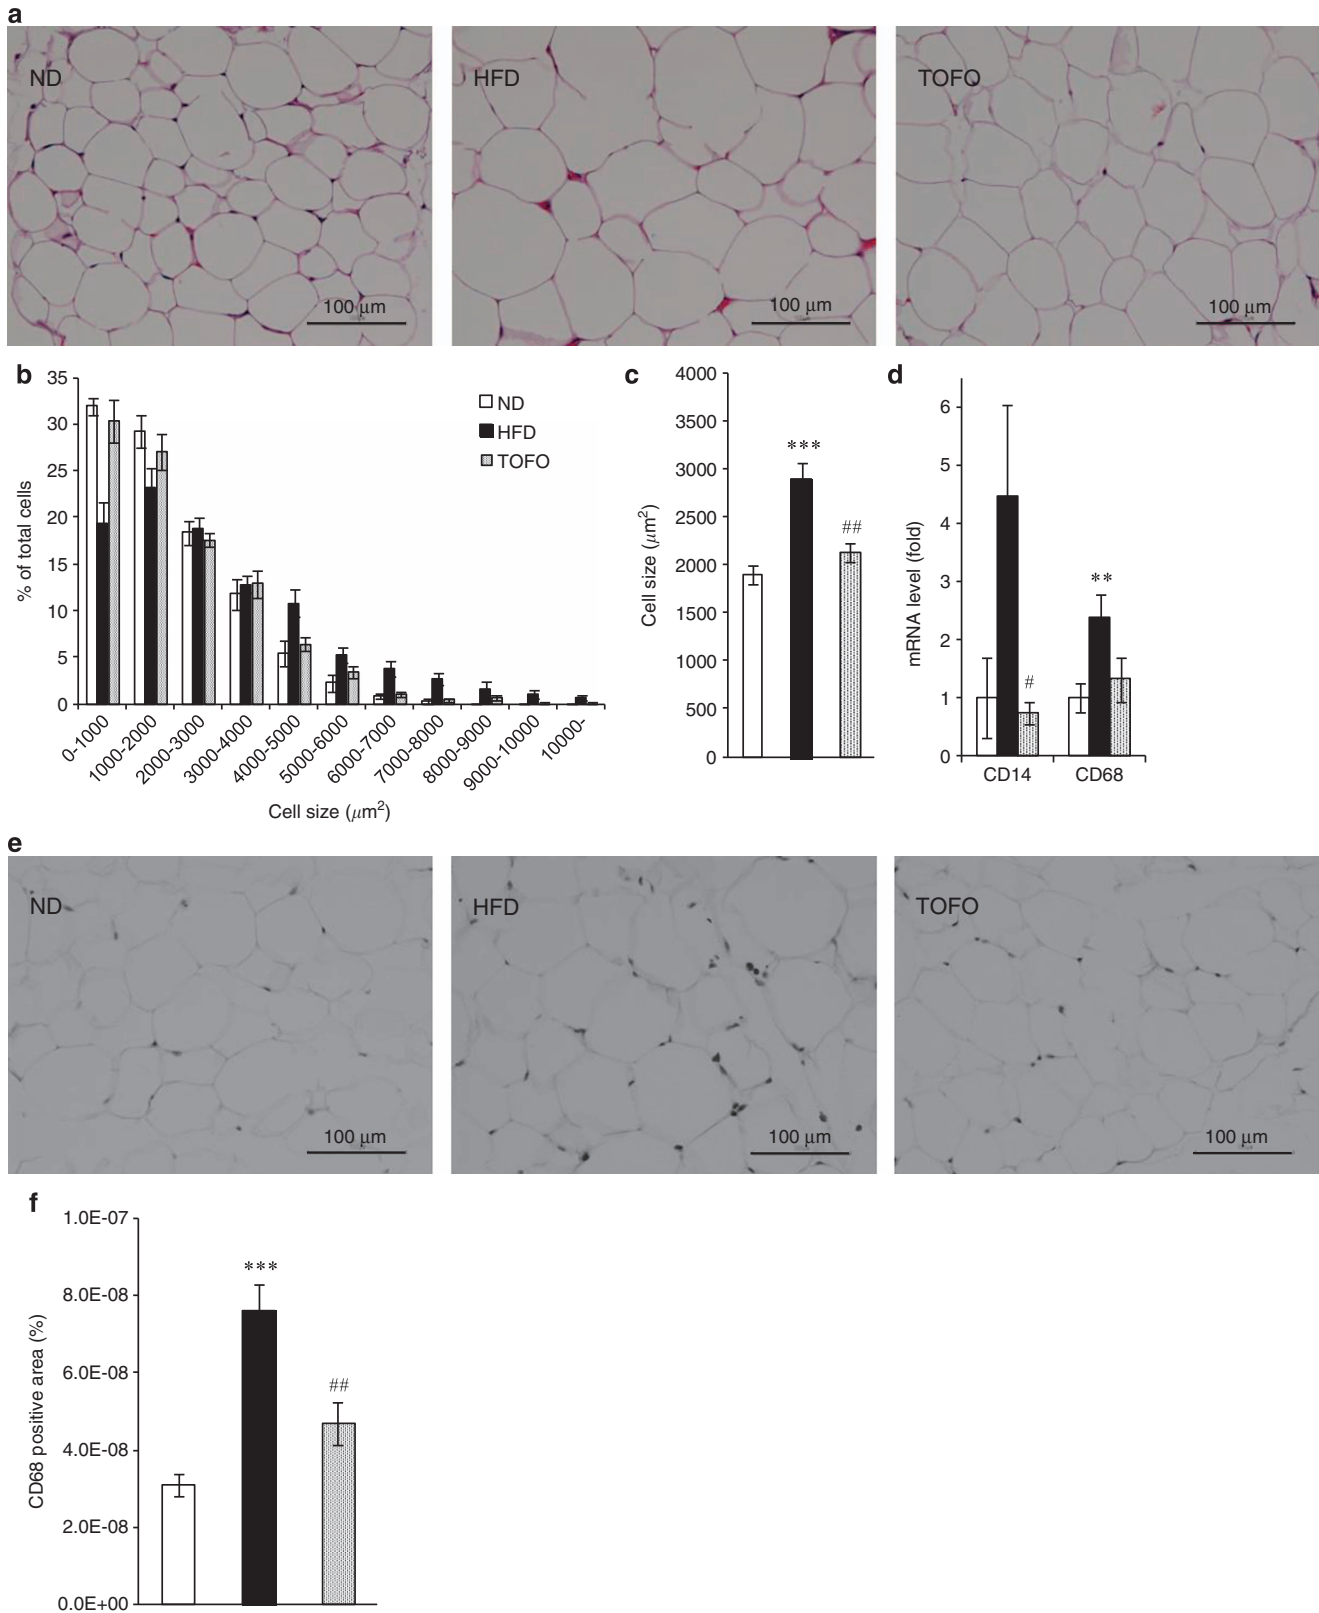 a
ND
HFD
TOFO
100 μm
100 μm
100 μm
b
35
30
25
20
15
10
5
0
% of total cells
ND
HFD
TOFO
0-1000
1000-2000
2000-3000
3000-4000
4000-5000
5000-6000
6000-7000
7000-8000
8000-9000
9000-10000
10000-
Cell size (μm²)
c
4000
3500
3000
2500
2000
1500
1000
500
0
Cell size (μm²)
***
##
d
6
5
4
3
2
1
0
mRNA level (fold)
#
**
CD14
CD68
e
ND
HFD
TOFO
100 μm
100 μm
100 μm
f
1.0E-07
8.0E-08
6.0E-08
4.0E-08
2.0E-08
0.0E+00
CD68 positive area (%)
***
##